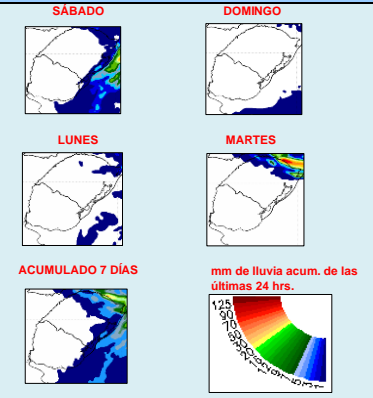 SÁBADO
DOMINGO
LUNES
MARTES
ACUMULADO 7 DÍAS
mm de lluvia acum. de las
últimas 24 hrs.
125
90
70